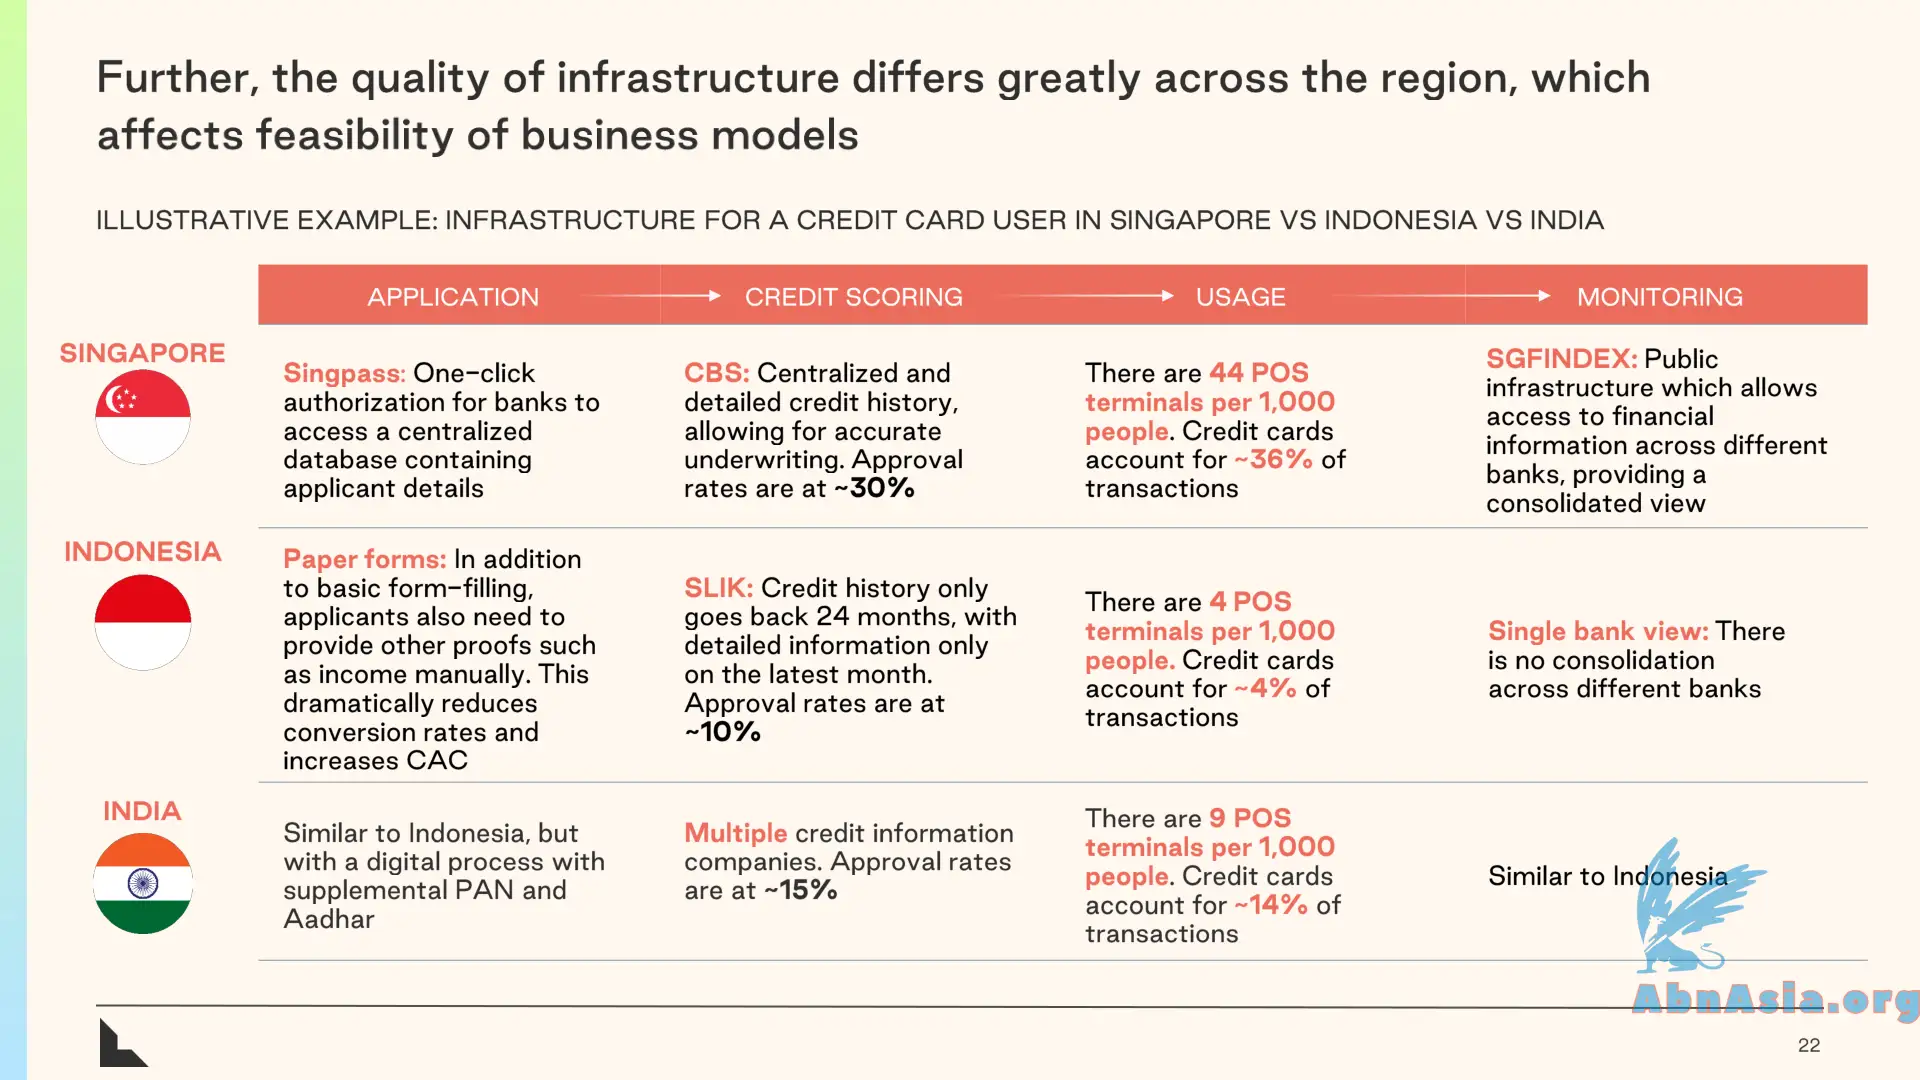 Further, the quality of infrastructure differs greatly across the region, which
affects feasibility of business models
ILLUSTRATIVE EXAMPLE: INFRASTRUCTURE FOR A CREDIT CARD USER IN SINGAPORE VS INDONESIA VS INDIA
APPLICATION
CREDIT SCORING
USAGE
MONITORING
SINGAPORE
Singpass: One-click
authorization for banks to
access a centralized
database containing
applicant details
CBS: Centralized and
detailed credit history,
allowing for accurate
underwriting. Approval
rates are at ~30%
There are 44 POS
terminals per 1,000
people. Credit cards
account for ~36% of
transactions
SGFINDEX: Public
infrastructure which allows
access to financial
information across different
banks, providing a
consolidated view
INDONESIA
Paper forms: In addition
to basic form-filling,
applicants also need to
provide other proofs such
as income manually. This
dramatically reduces
conversion rates and
increases CAC
SLIK: Credit history only
goes back 24 months, with
detailed information only
on the latest month.
Approval rates are at
~10%
There are 4 POS
terminals per 1,000
people. Credit cards
account for ~4% of
transactions
Single bank view: There
is no consolidation
across different banks
INDIA
Similar to Indonesia, but
with a digital process with
supplemental PAN and
Aadhar
Multiple credit information
companies. Approval rates
are at ~15%
There are 9 POS
terminals per 1,000
people. Credit cards
account for ~14% of
transactions
Similar to Indonesia
AbnAsia.org
22